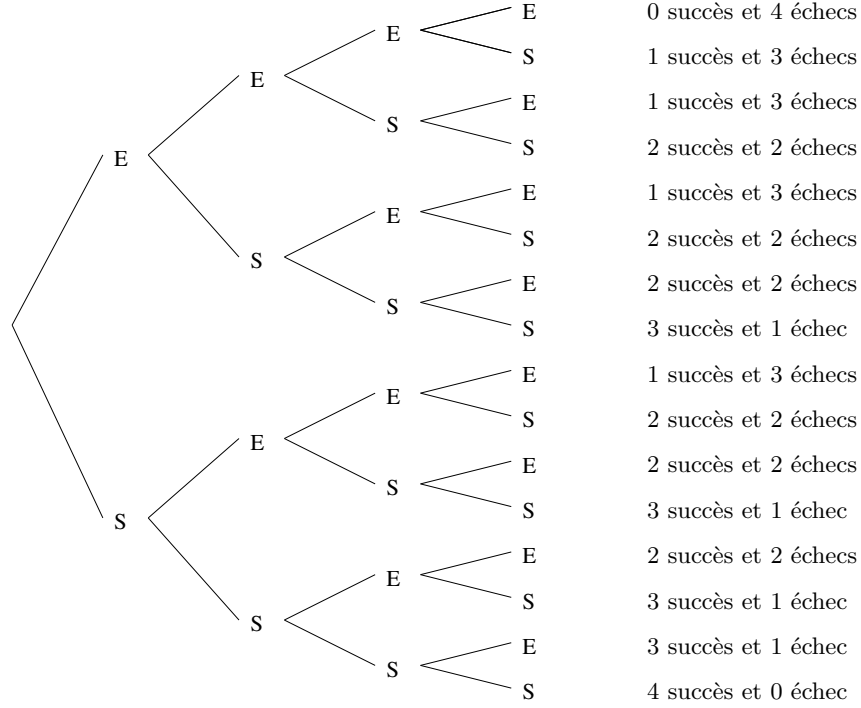 E 0 succès et 4 échecs
E
S 1 succès et 3 échecs
E
E 1 succès et 3 échecs
S
S 2 succès et 2 échecs
E
E 1 succès et 3 échecs
E
S 2 succès et 2 échecs
S
E 2 succès et 2 échecs
S
S 3 succès et 1 échec
E 1 succès et 3 échecs
E
S 2 succès et 2 échecs
E
E 2 succès et 2 échecs
S
S 3 succès et 1 échec
S
E 2 succès et 2 échecs
E
S 3 succès et 1 échec
S
E 3 succès et 1 échec
S
S 4 succès et 0 échec